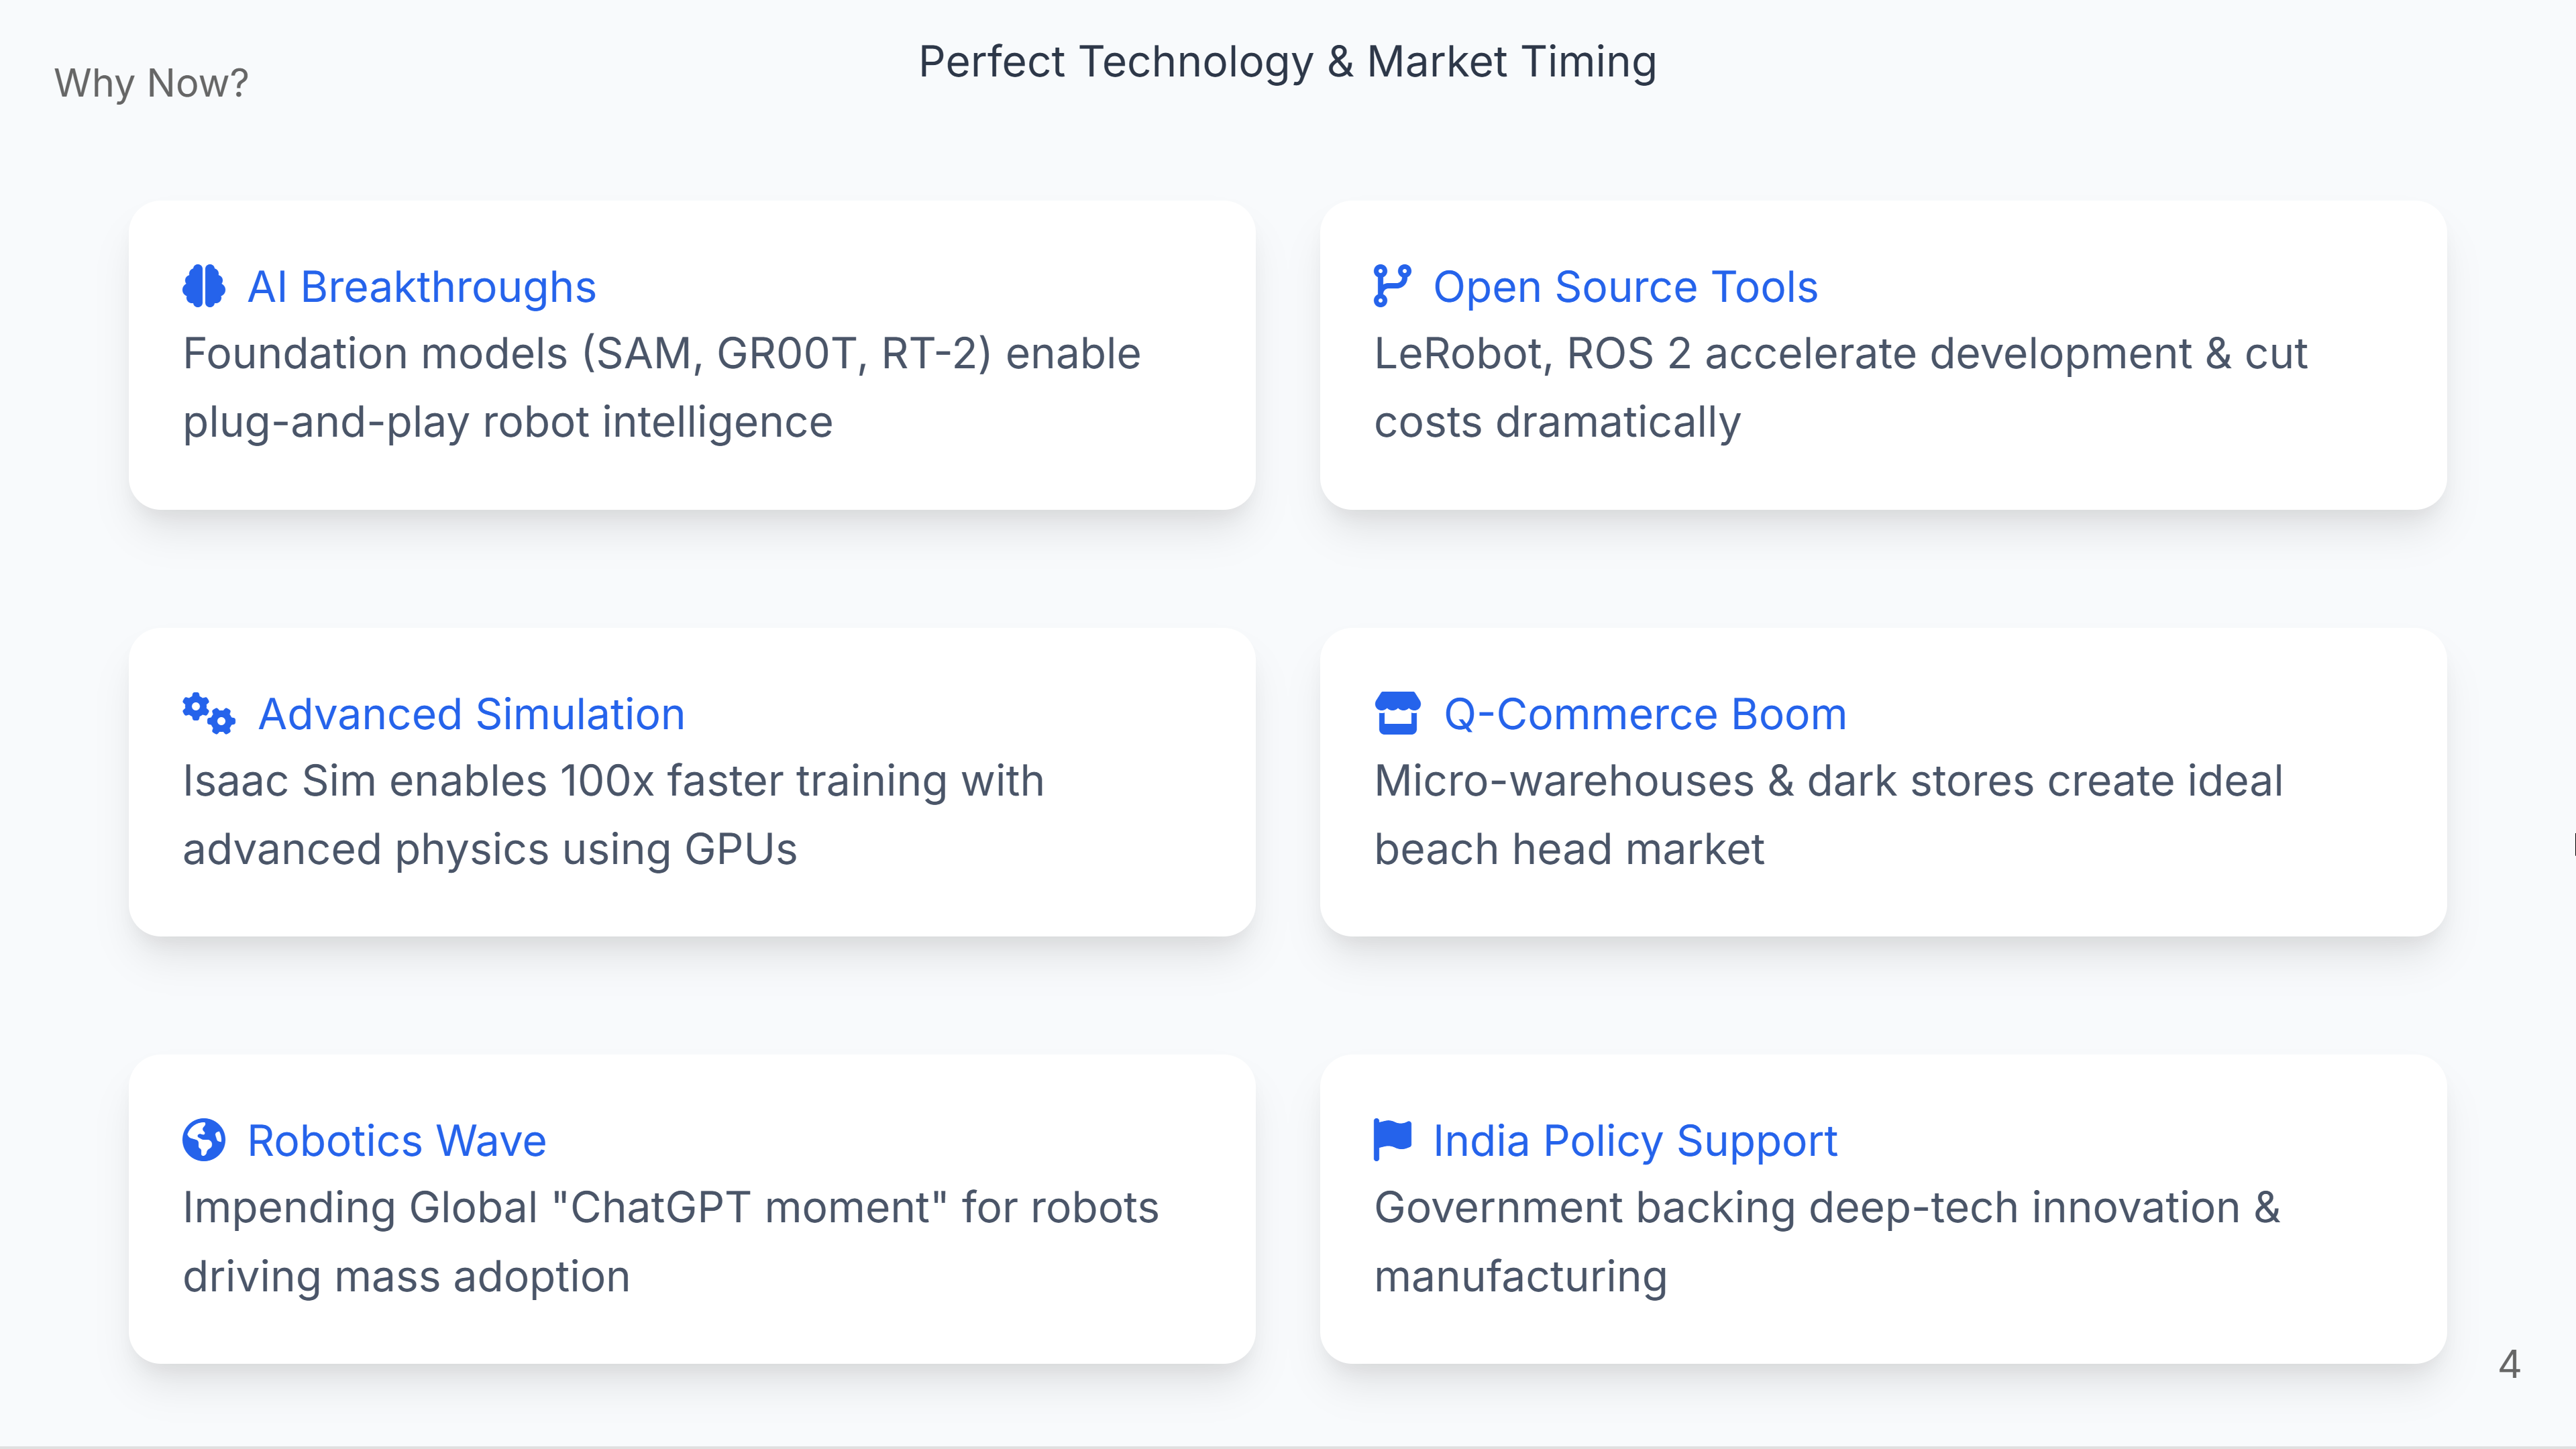 Why Now?
Perfect Technology & Market Timing
AI Breakthroughs
Foundation models (SAM, GR00T, RT-2) enable
plug-and-play robot intelligence
Open Source Tools
LeRobot, ROS 2 accelerate development & cut
costs dramatically
Advanced Simulation
Isaac Sim enables 100x faster training with
advanced physics using GPUs
Q-Commerce Boom
Micro-warehouses & dark stores create ideal
beach head market
Robotics Wave
Impending Global "ChatGPT moment" for robots
driving mass adoption
India Policy Support
Government backing deep-tech innovation &
manufacturing
4